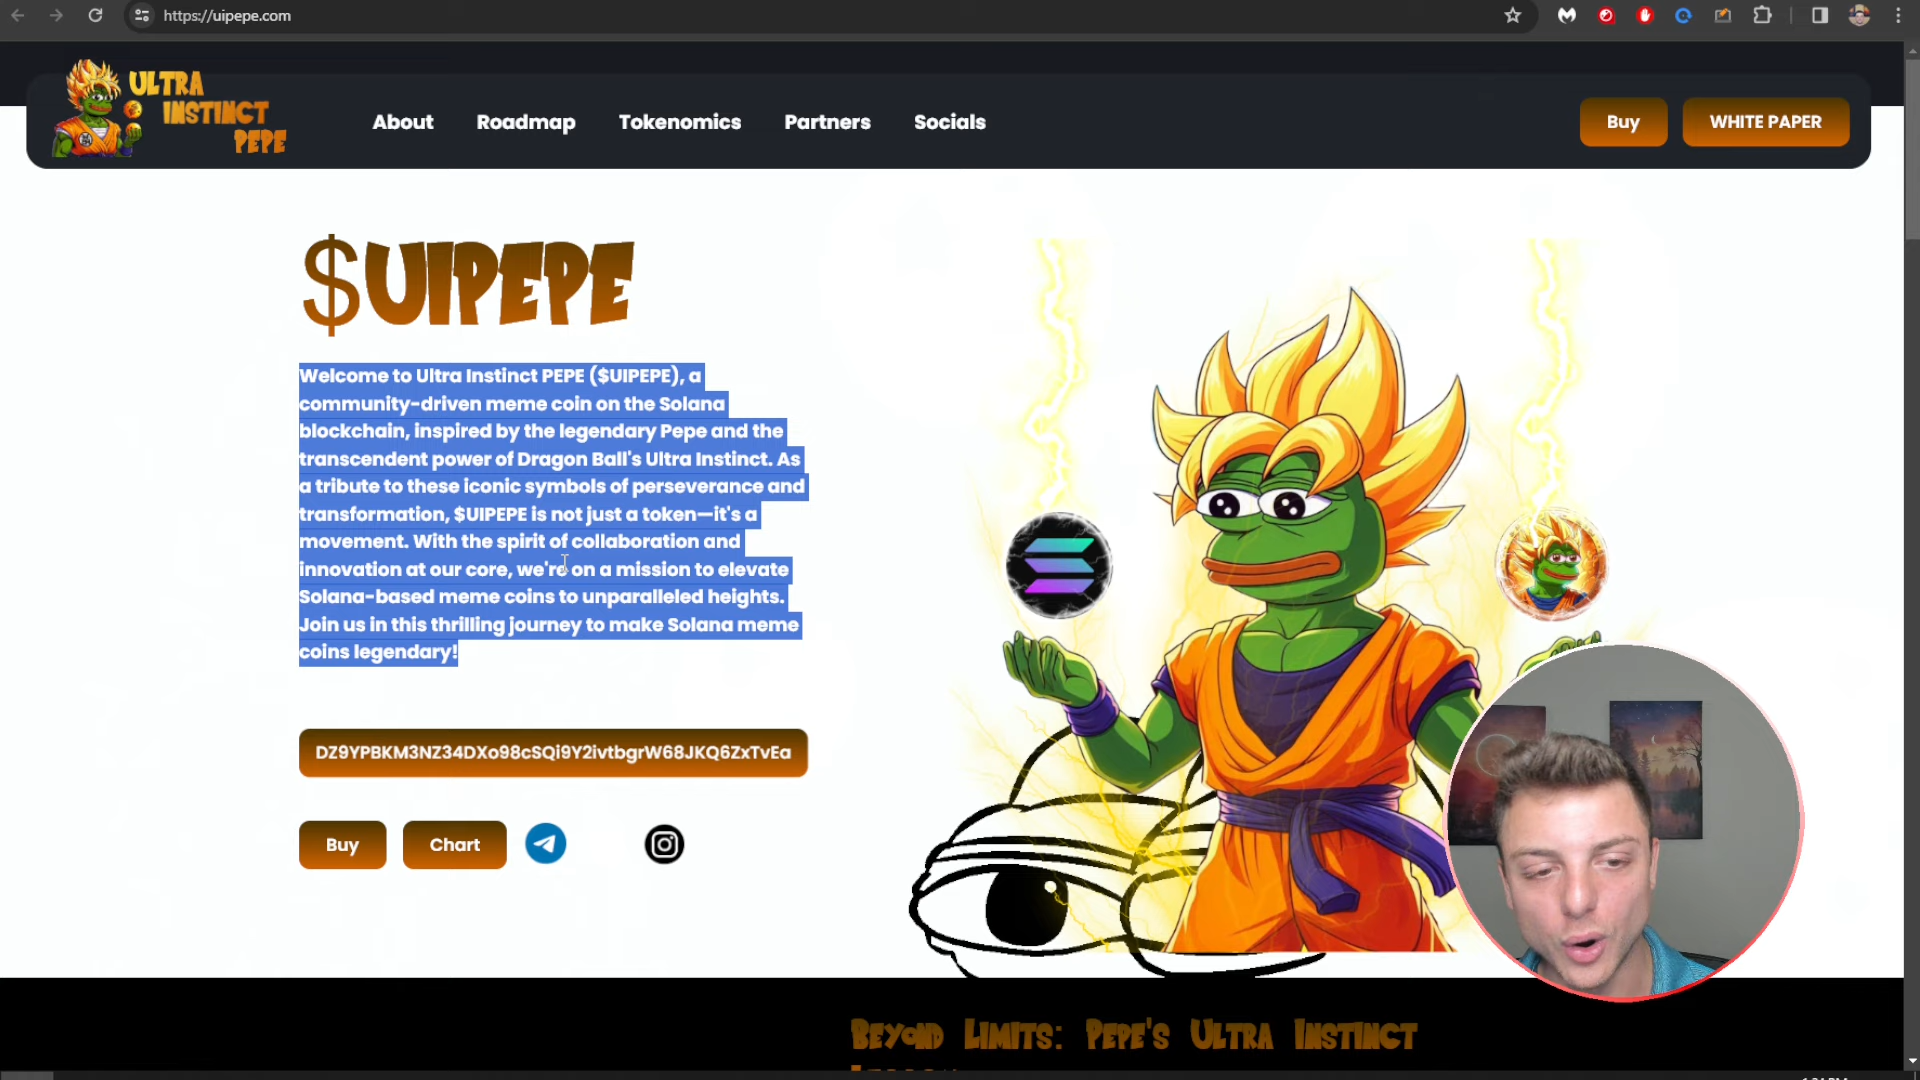 https://uipepe.com
ULTRA
INSTINCT
PEPE
About
Roadmap
Tokenomics
Partners
Socials
Buy
WHITE PAPER
$UIPEPE
Welcome to Ultra Instinct PEPE ($UIPEPE), a
community-driven meme coin on the Solana
blockchain, inspired by the legendary Pepe and the
transcendent power of Dragon Ball's Ultra Instinct. As
a tribute to these iconic symbols of perseverance and
transformation, $UIPEPE is not just a token—it's a
movement. With the spirit of collaboration and
innovation at our core, we're on a mission to elevate
Solana-based meme coins to unparalleled heights.
Join us in this thrilling journey to make Solana meme
coins legendary!
DZ9YPBKM3NZ34DXo98cSQi9Y2ivtbgrW68JKQ6ZxTvEa
Buy
Chart
Beyond Limits: Pepe's Ultra Instinct